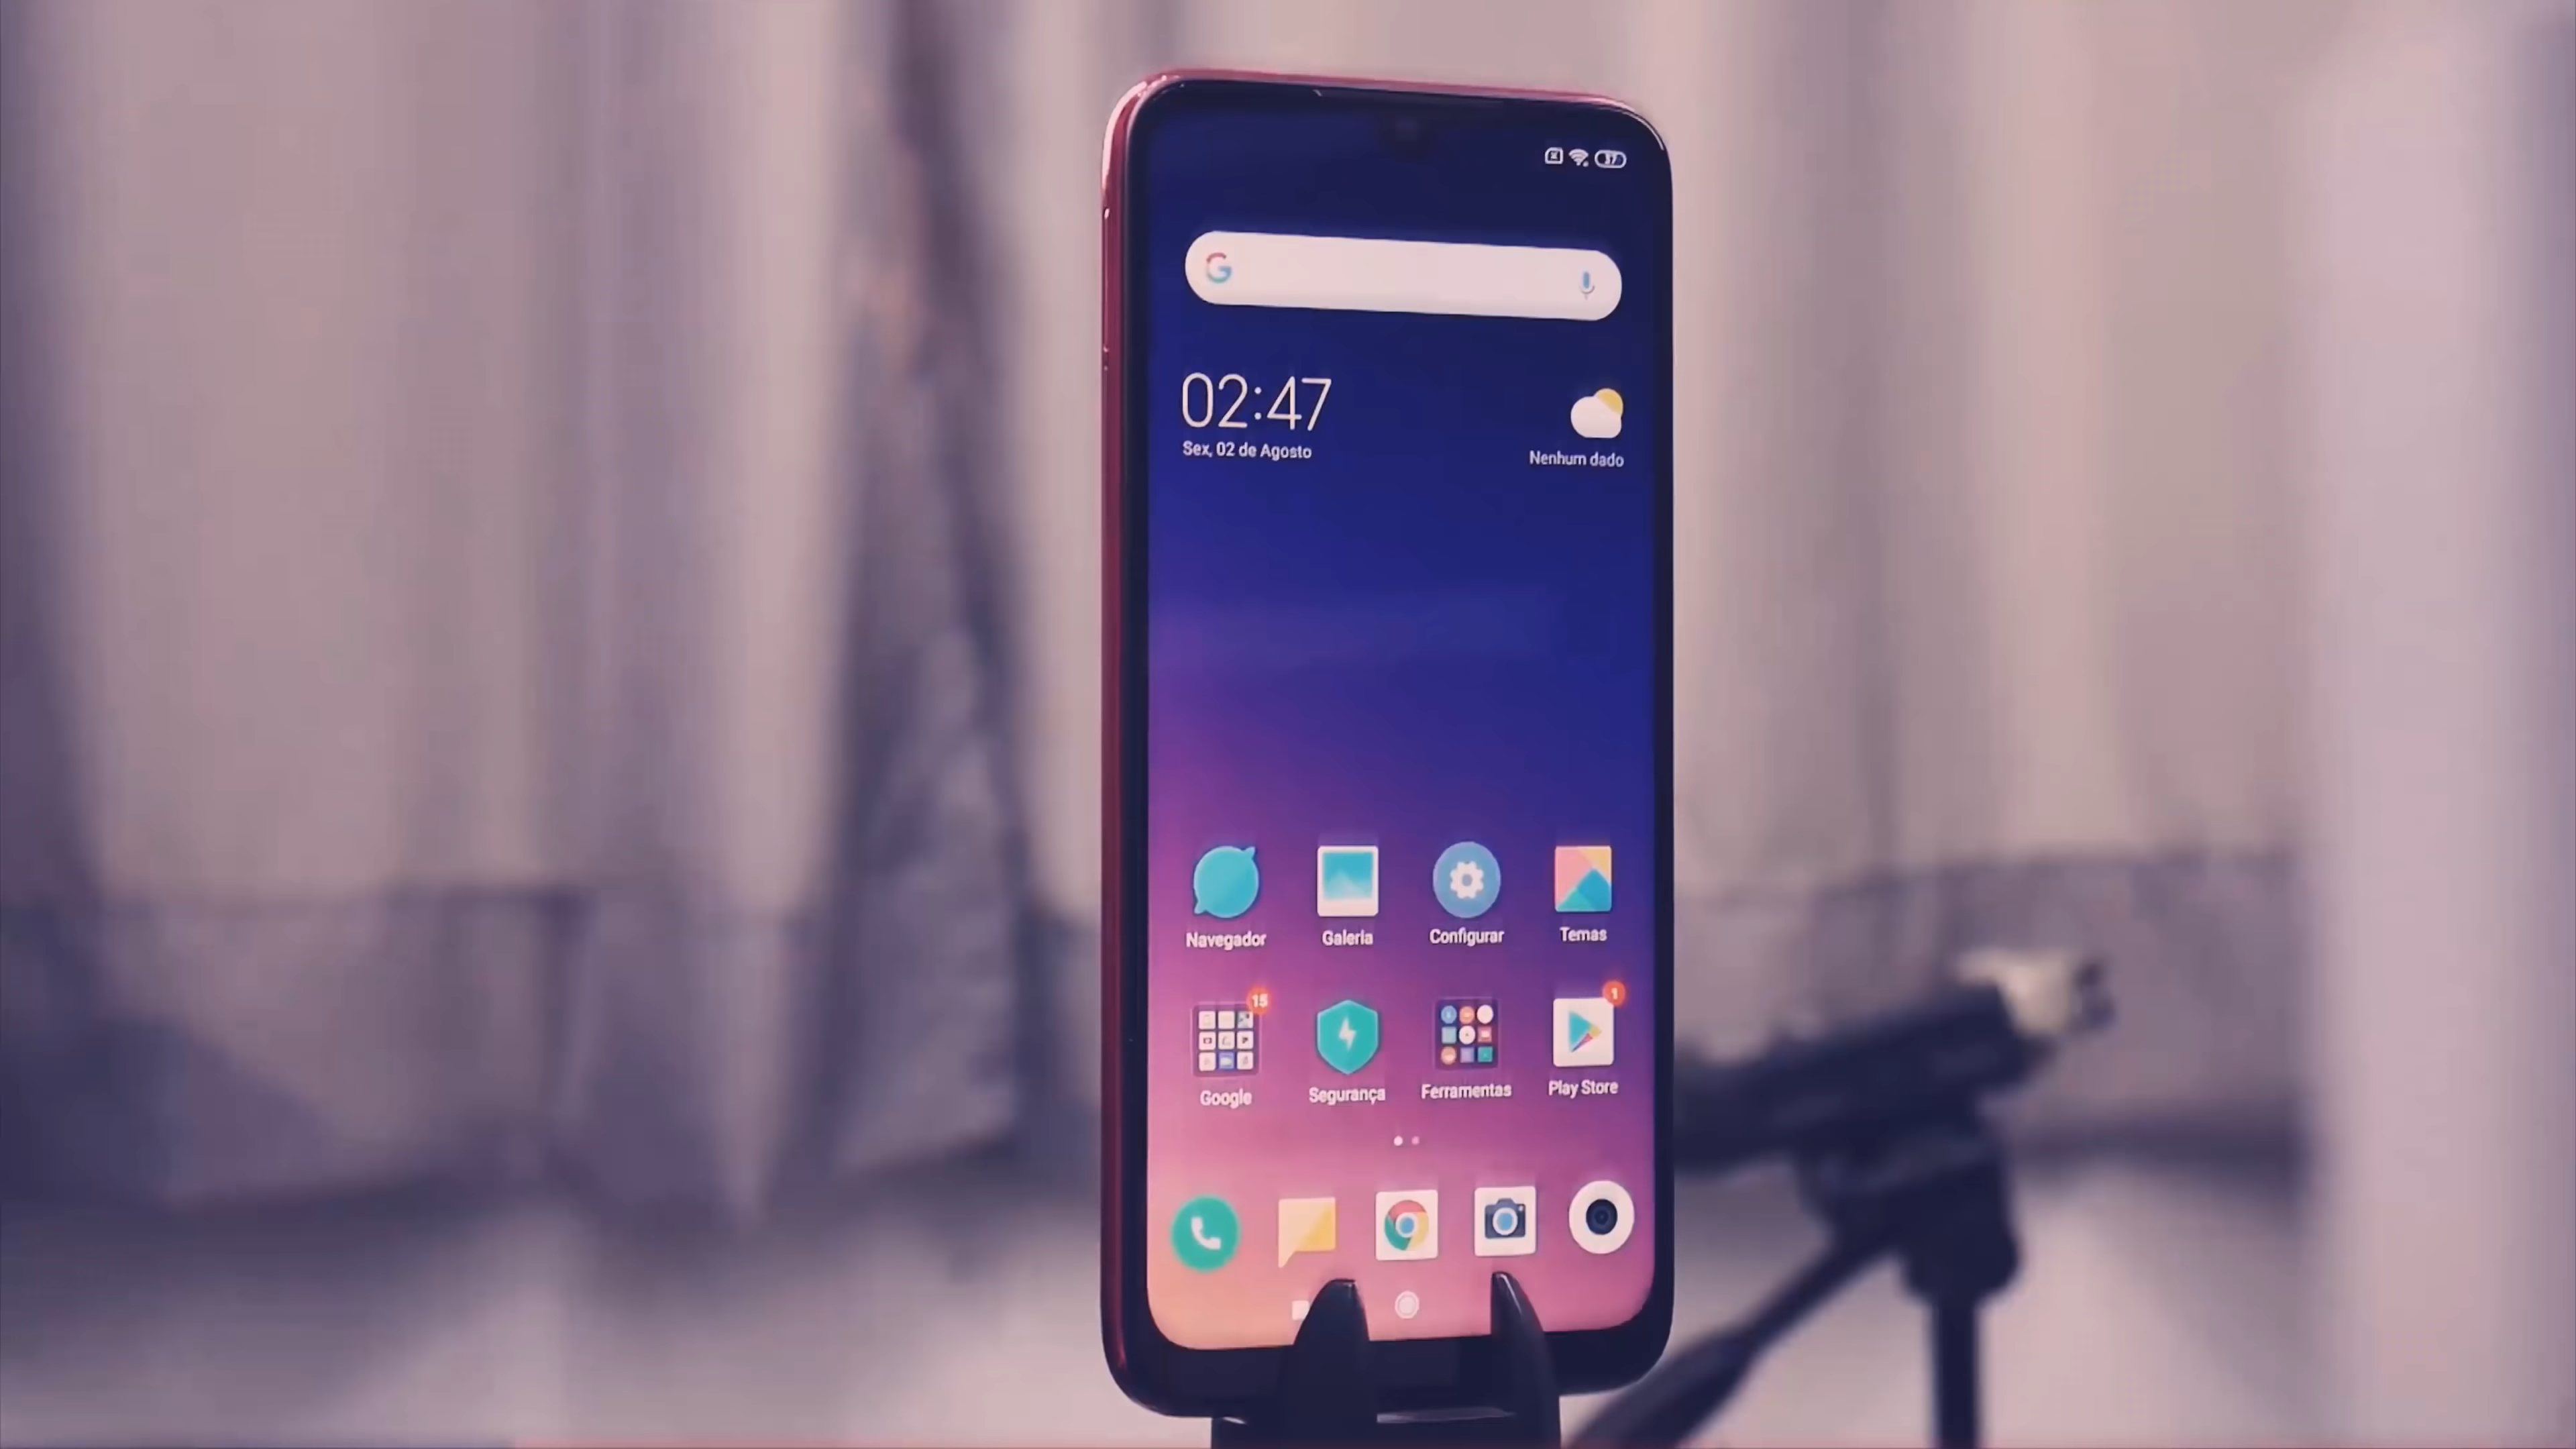 37
02:47
Sex, 02 de Agosto
Nenhum dado
Navegador Galeria Configurar Temas
15
1
Google Segurança Ferramentas Play Store